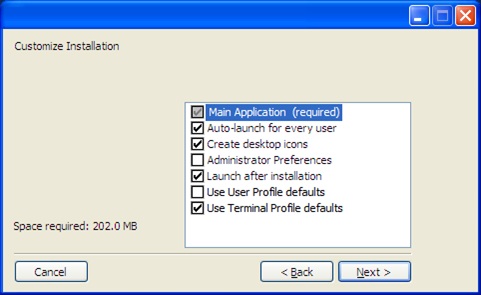 Customize Installation
Main Application (required)
Auto-launch for every user
Create desktop icons
Administrator Preferences
Launch after installation
Use User Profile defaults
Use Terminal Profile defaults
Space required: 202.0 MB
Cancel
< Back
Next >